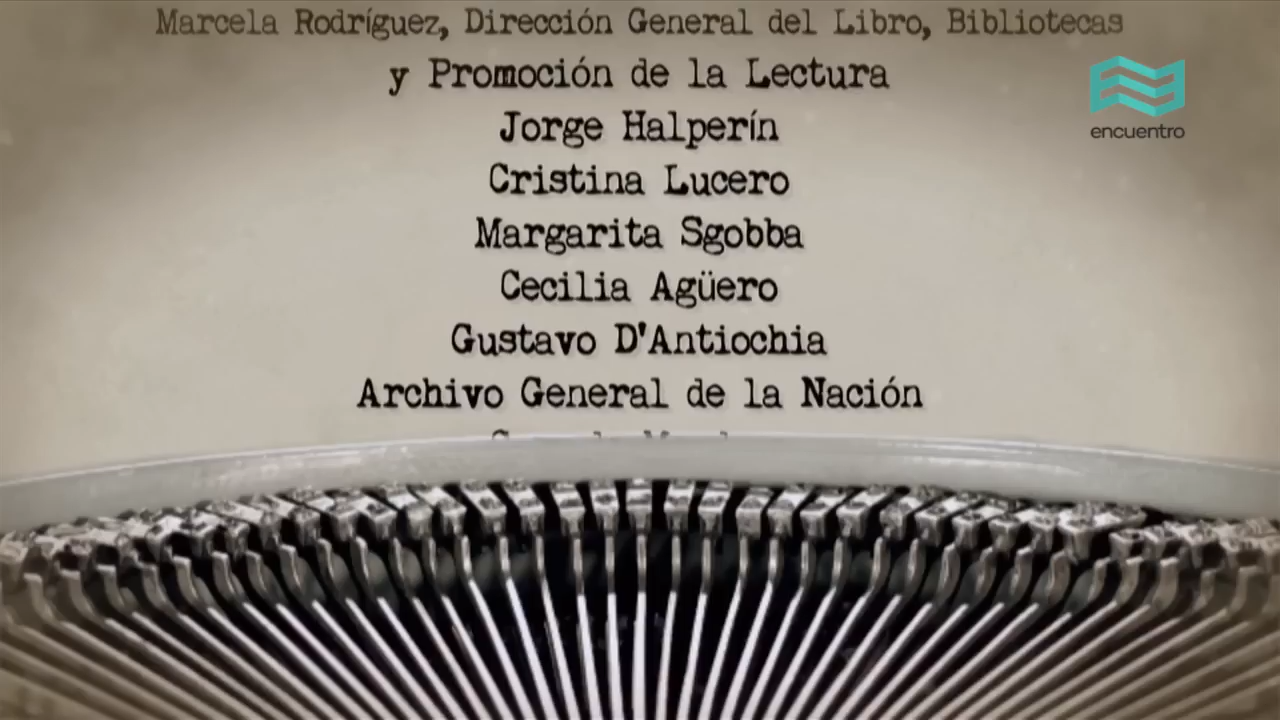 Marcela Rodríguez, Dirección General del Libro, Bibliotecas
y Promoción de la Lectura
encuentro
Jorge Halperín
Cristina Lucero
Margarita Sgobba
Cecilia Agüero
Gustavo D'Antiochia
Archivo General de la Nación